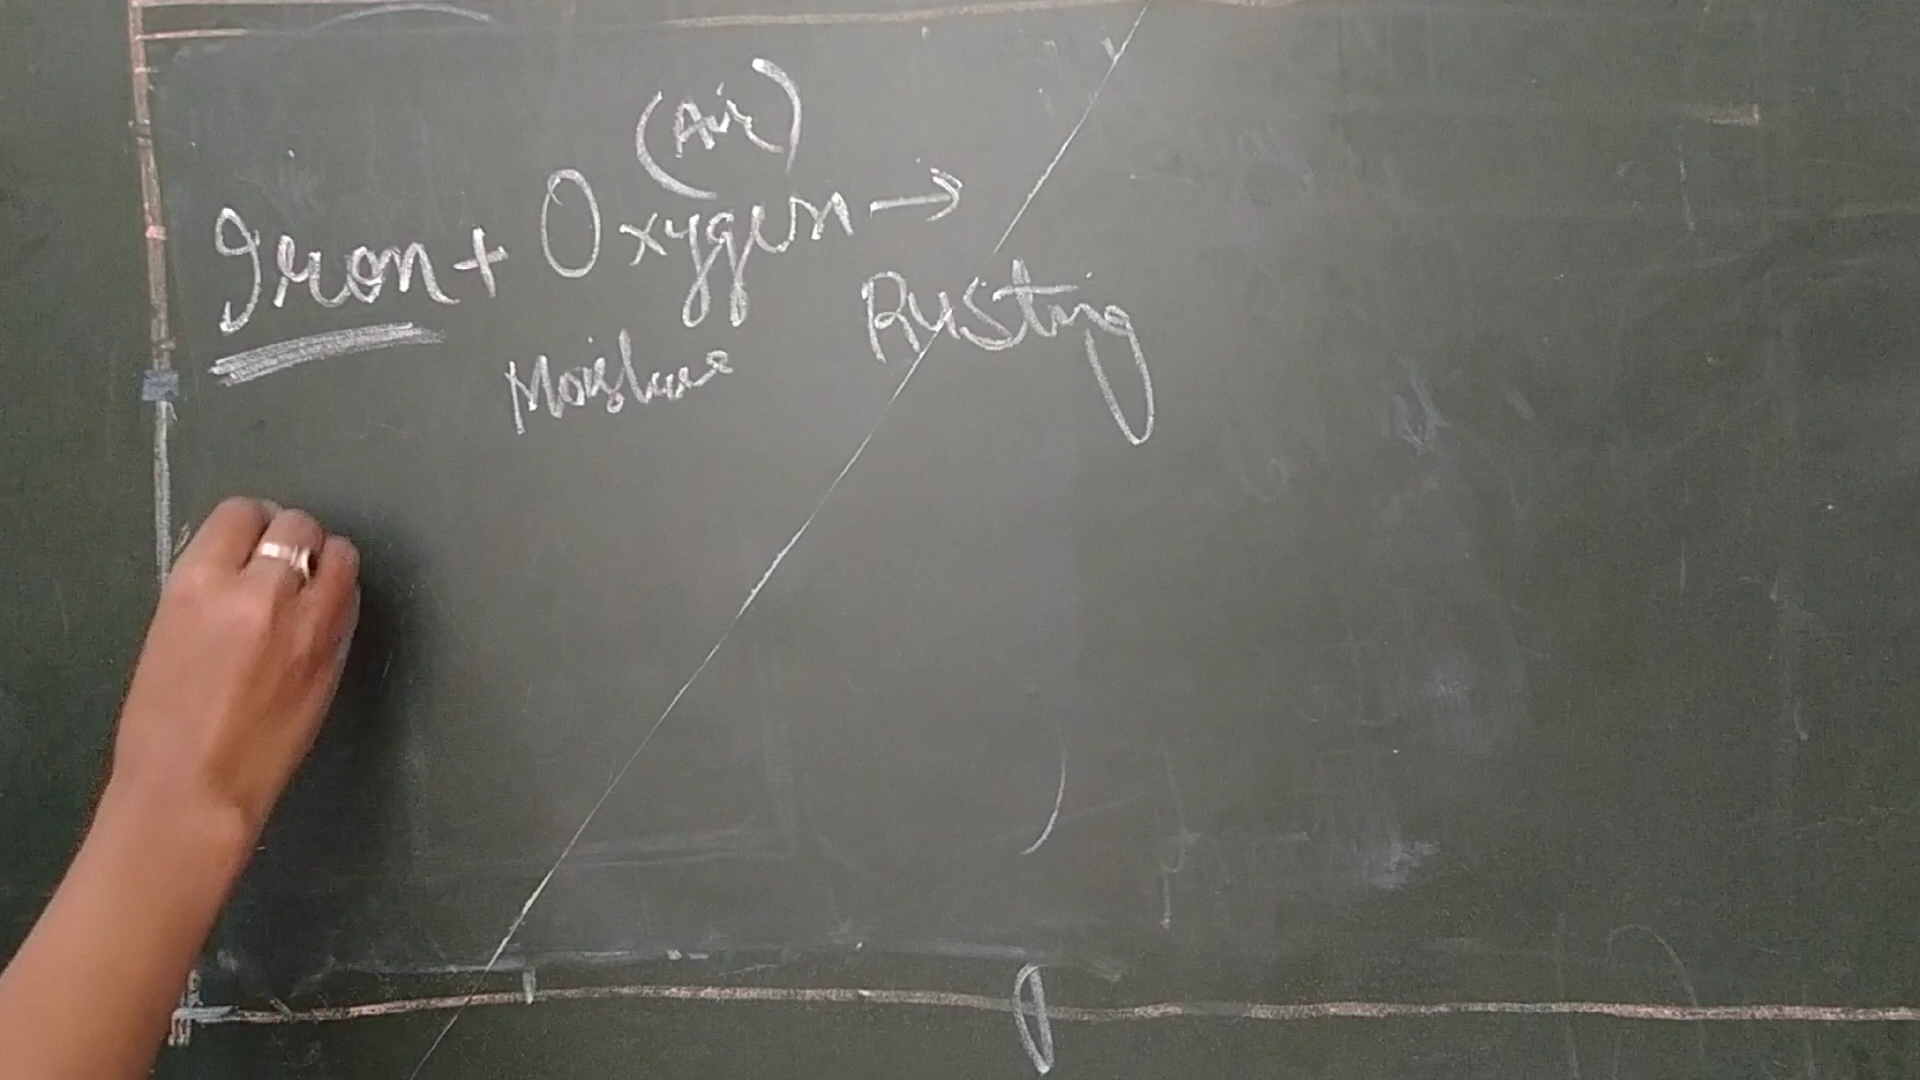 (Air)
Iron + Oxygen →
Moisture
Rusting